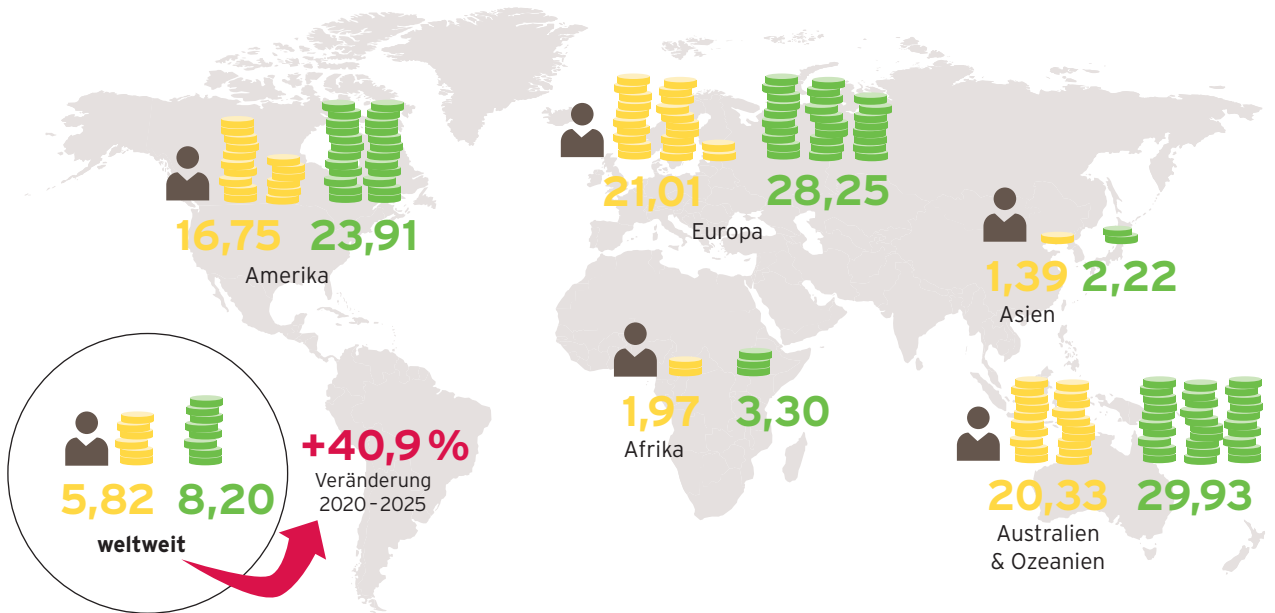 16,75 23,91
Amerika
21,01 28,25
Europa
1,39 2,22
Asien
1,97 3,30
Afrika
20,33 29,93
Australien
& Ozeanien
5,82 8,20
weltweit
+40,9 %
Veränderung
2020 – 2025